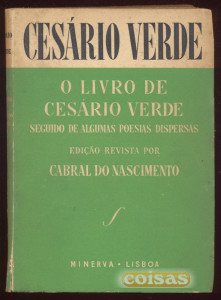 CESÁRIO VERDE
O LIVRO DE
CESÁRIO VERDE
SEGUIDO DE ALGUMAS POESIAS DISPERSAS
EDIÇÃO REVISTA POR
CABRAL DO NASCIMENTO
MINERVA • LISBOA
coisas